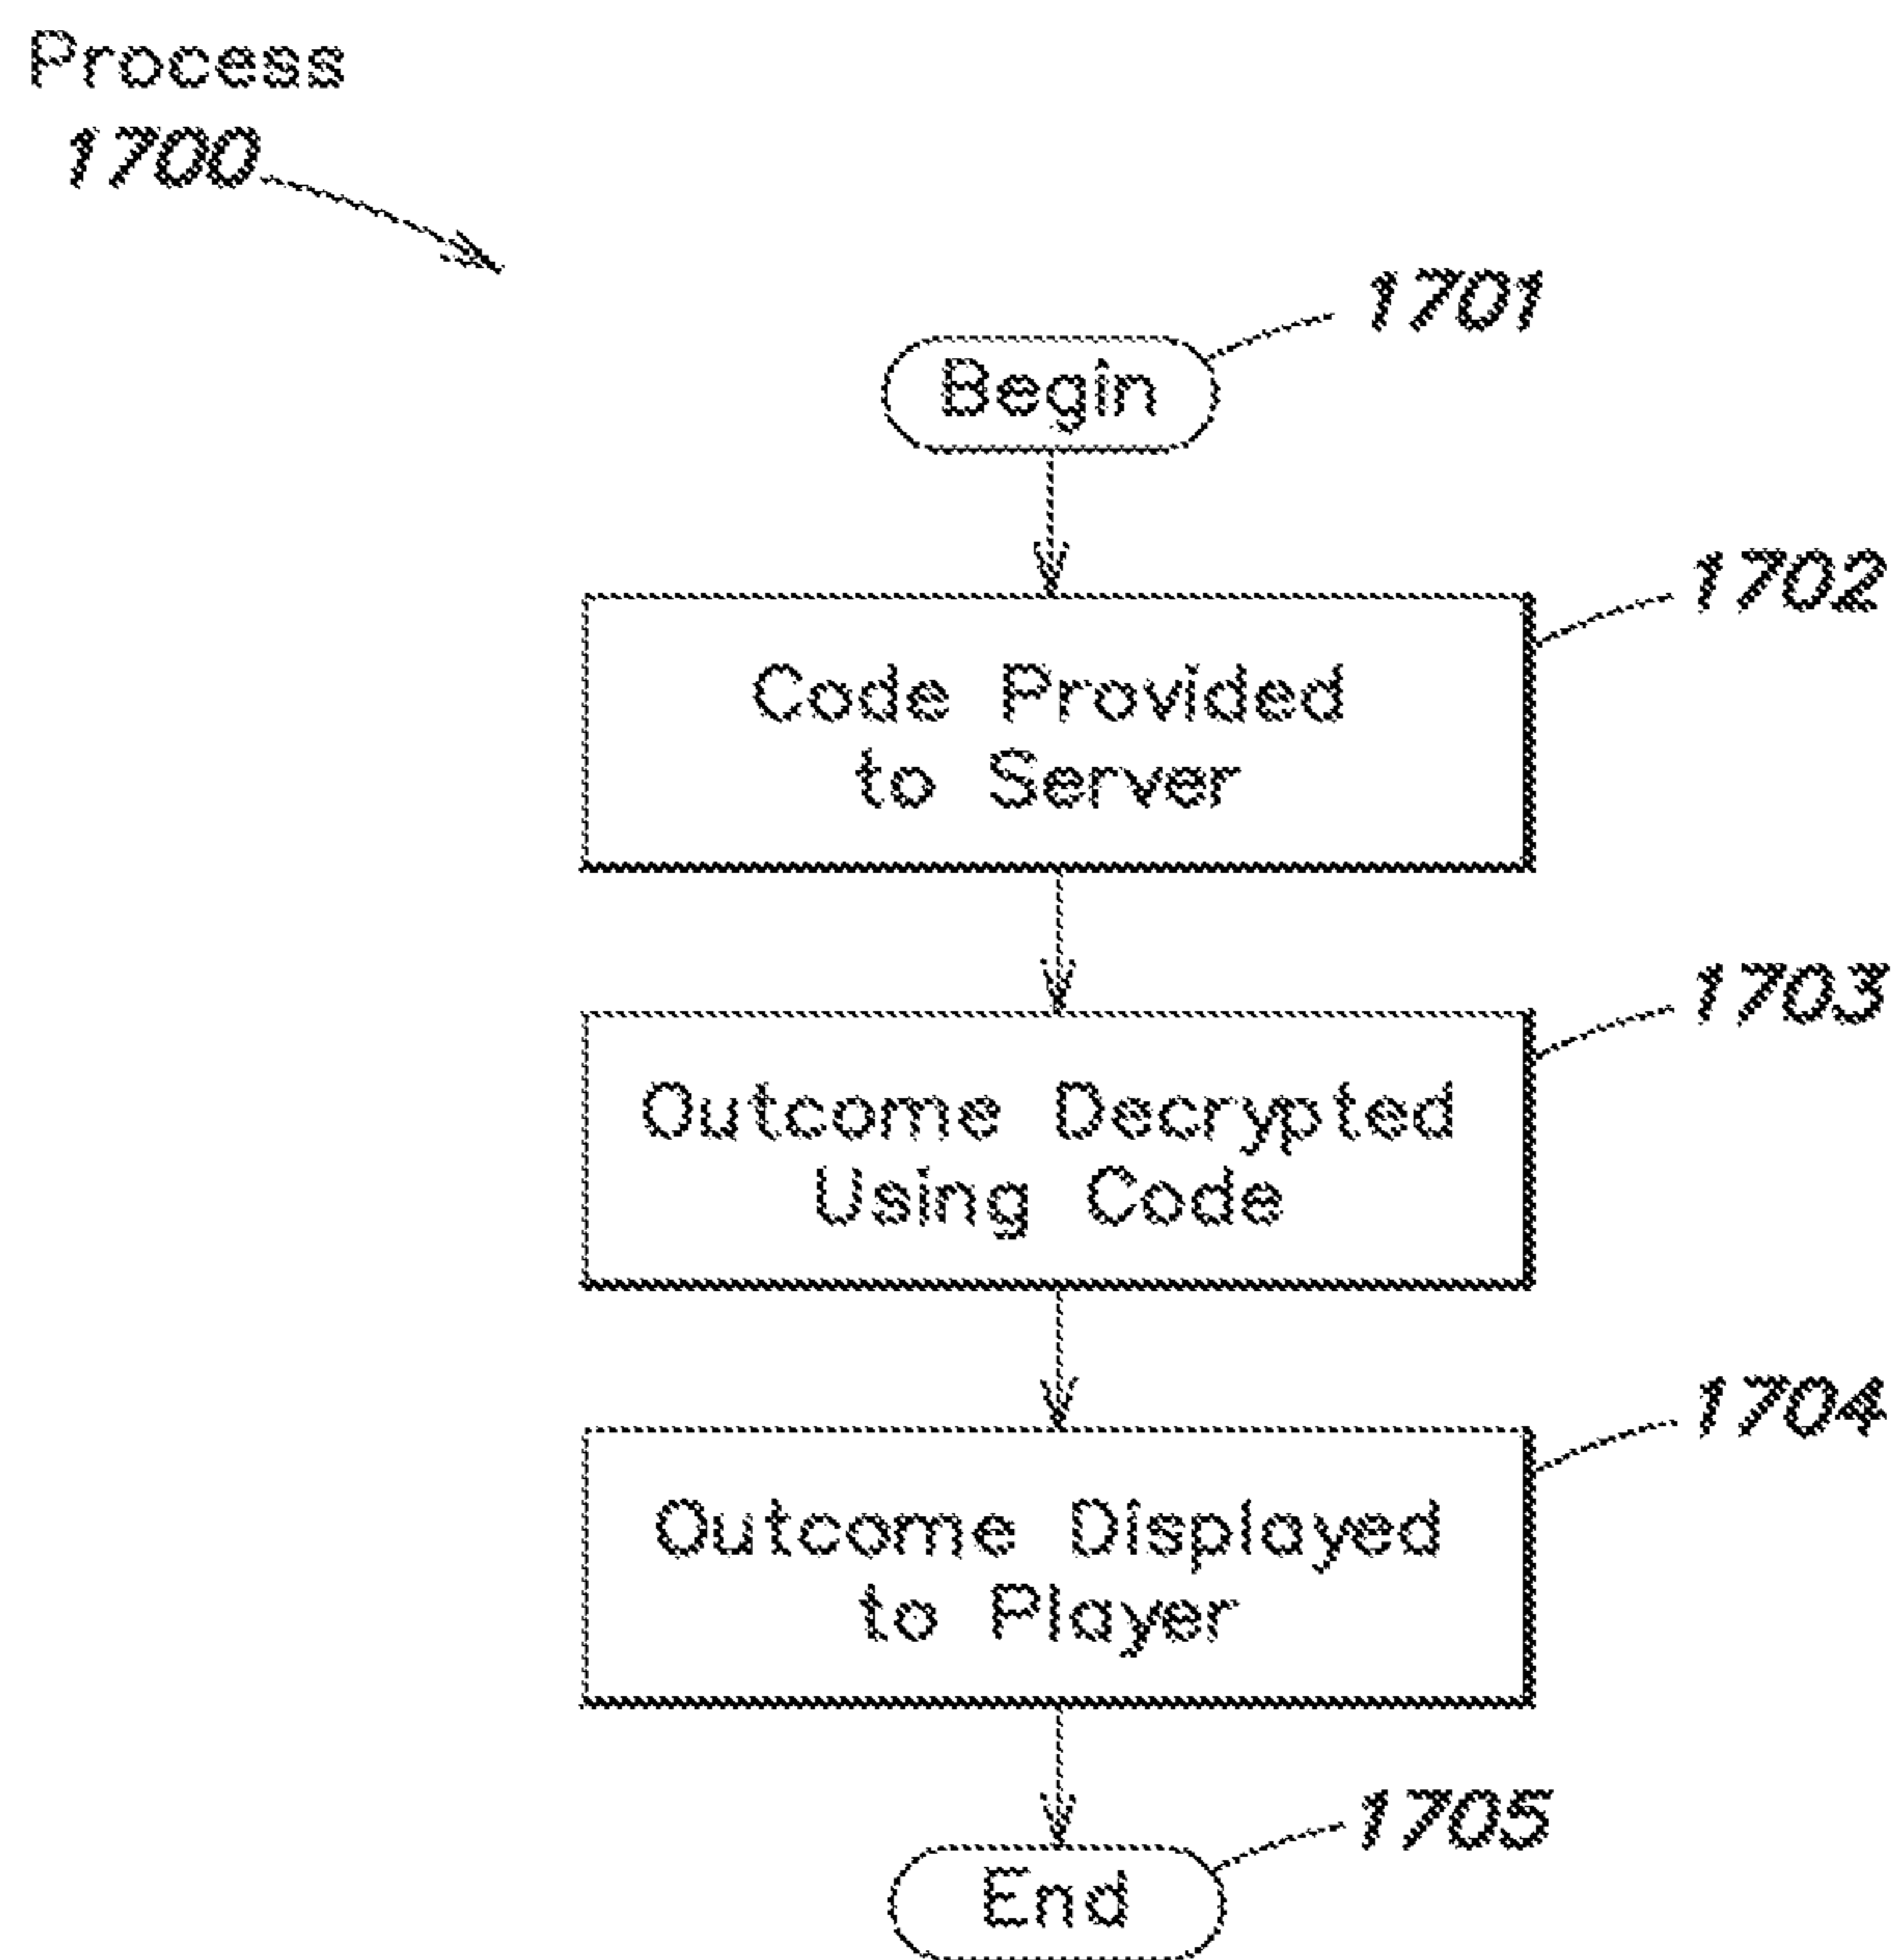 Process
1700
1701
Begin
1702
Code Provided
to Server
1703
Outcome Decrypted
Using Code
1704
Outcome Displayed
to Player
1705
End